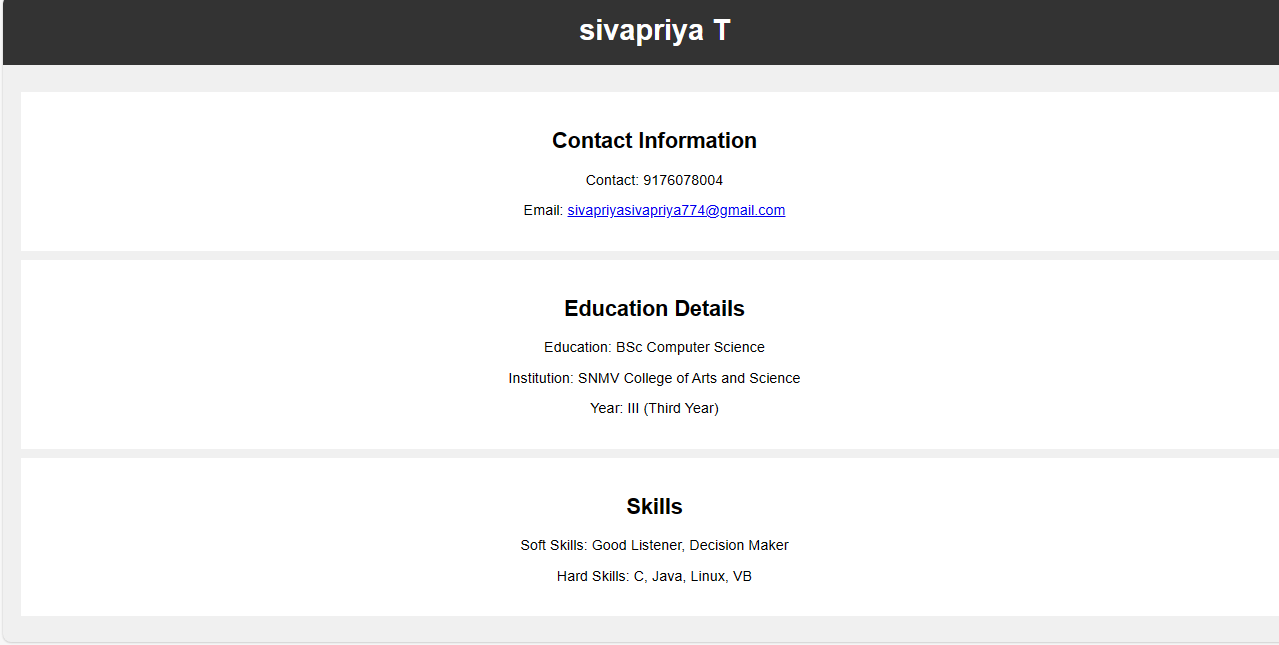 sivapriya T
Contact Information
Contact: 9176078004
Email: sivapriyasivapriya774@gmail.com
Education Details
Education: BSc Computer Science
Institution: SNMV College of Arts and Science
Year: III (Third Year)
Skills
Soft Skills: Good Listener, Decision Maker
Hard Skills: C, Java, Linux, VB